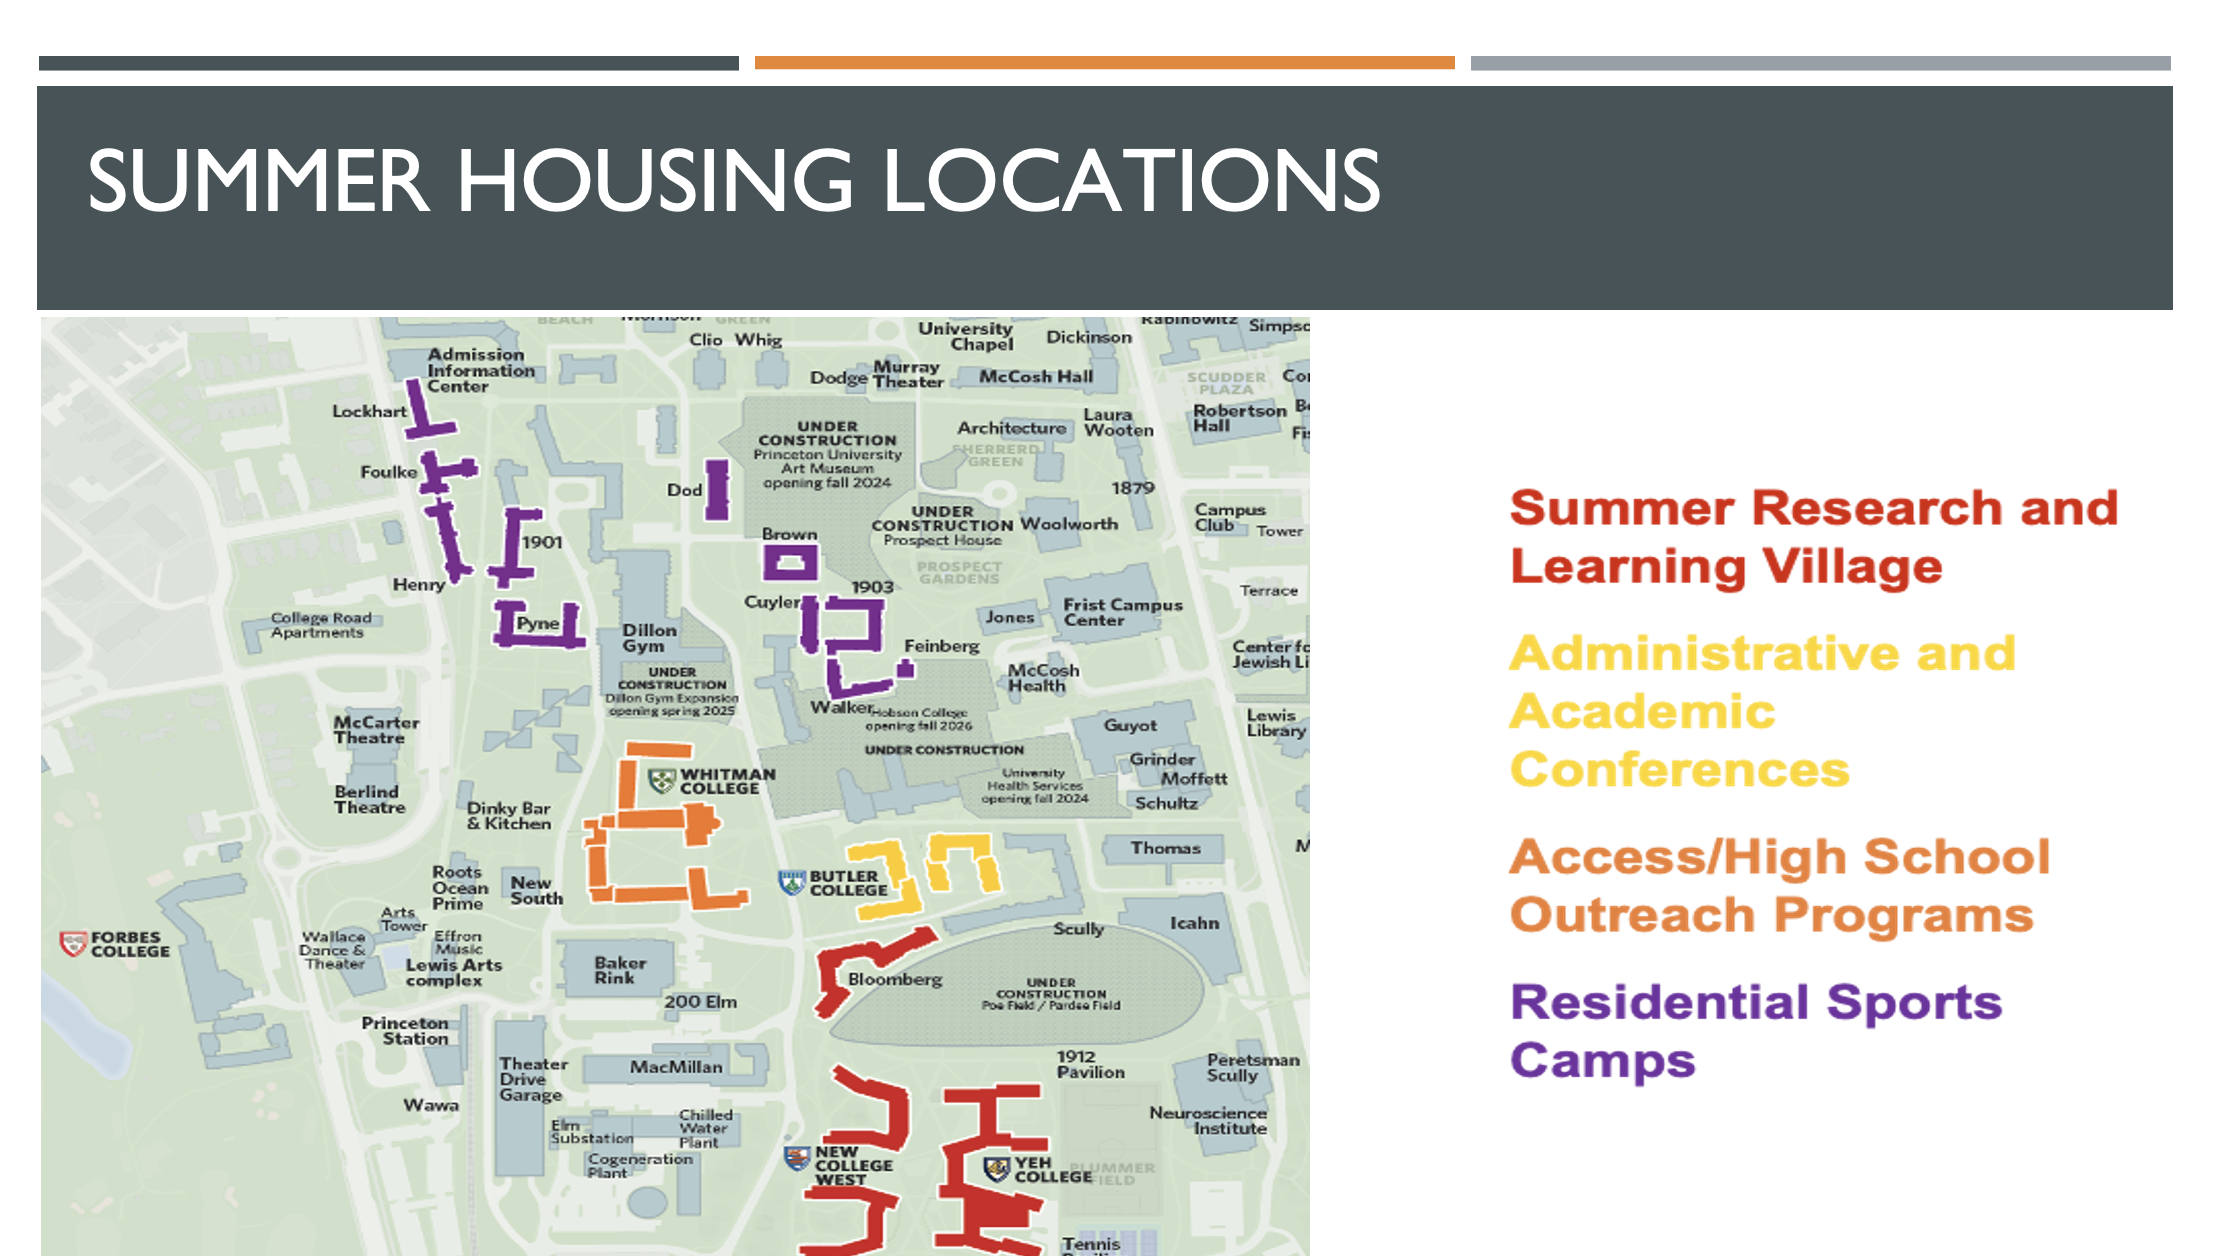 SUMMER HOUSING LOCATIONS
BEACH
Morrison
GREEN
Clio Whig
University
Chapel
Dickinson
Rabinowitz
Admission
Information
Center
Dodge
Murray
Theater
McCosh Hall
SCUDDER
PLAZA
Lockhart
UNDER
CONSTRUCTION
Princeton University
Art Museum
opening fall 2024
Architecture
Laura
Wooten
Robertson
Hall
SHERRERD
GREEN
Foulke
Dod
1879
UNDER
CONSTRUCTION
Prospect House
Woolworth
Campus
Club
Tower
1901
Brown
PROSPECT
GARDENS
Henry
1903
Terrace
College Road
Apartments
Pyne
Cuyler
Jones
Frist Campus
Center
Dillon
Gym
Feinberg
Center fo
Jewish Li
UNDER
CONSTRUCTION
Dillon Gym Expansion
opening spring 2025
McCosh
Health
Walker
Hobson College
opening fall 2026
UNDER CONSTRUCTION
McCarter
Theatre
Guyot
Lewis
Library
Grinder
Moffett
Schultz
University
Health Services
opening fall 2024
WHITMAN
COLLEGE
Berlind
Theatre
Dinky Bar
& Kitchen
Thomas
BUTLER
COLLEGE
Roots
Ocean
Prime
New
South
Arts
Tower
Scully
Icahn
FORBES
COLLEGE
Wallace
Dance &
Theater
Effron
Music
Lewis Arts
complex
Baker
Rink
Bloomberg
UNDER
CONSTRUCTION
Poe Field / Pardee Field
200 Elm
Princeton
Station
Theater
Drive
Garage
MacMillan
1912
Pavilion
Peretsman
Scully
Wawa
Elm
Substation
Chilled
Water
Plant
Neuroscience
Institute
Cogeneration
Plant
NEW
COLLEGE
WEST
YEH
COLLEGE
PLUMMER
FIELD
Tennis
Summer Research and
Learning Village
Administrative and
Academic
Conferences
Access/High School
Outreach Programs
Residential Sports
Camps